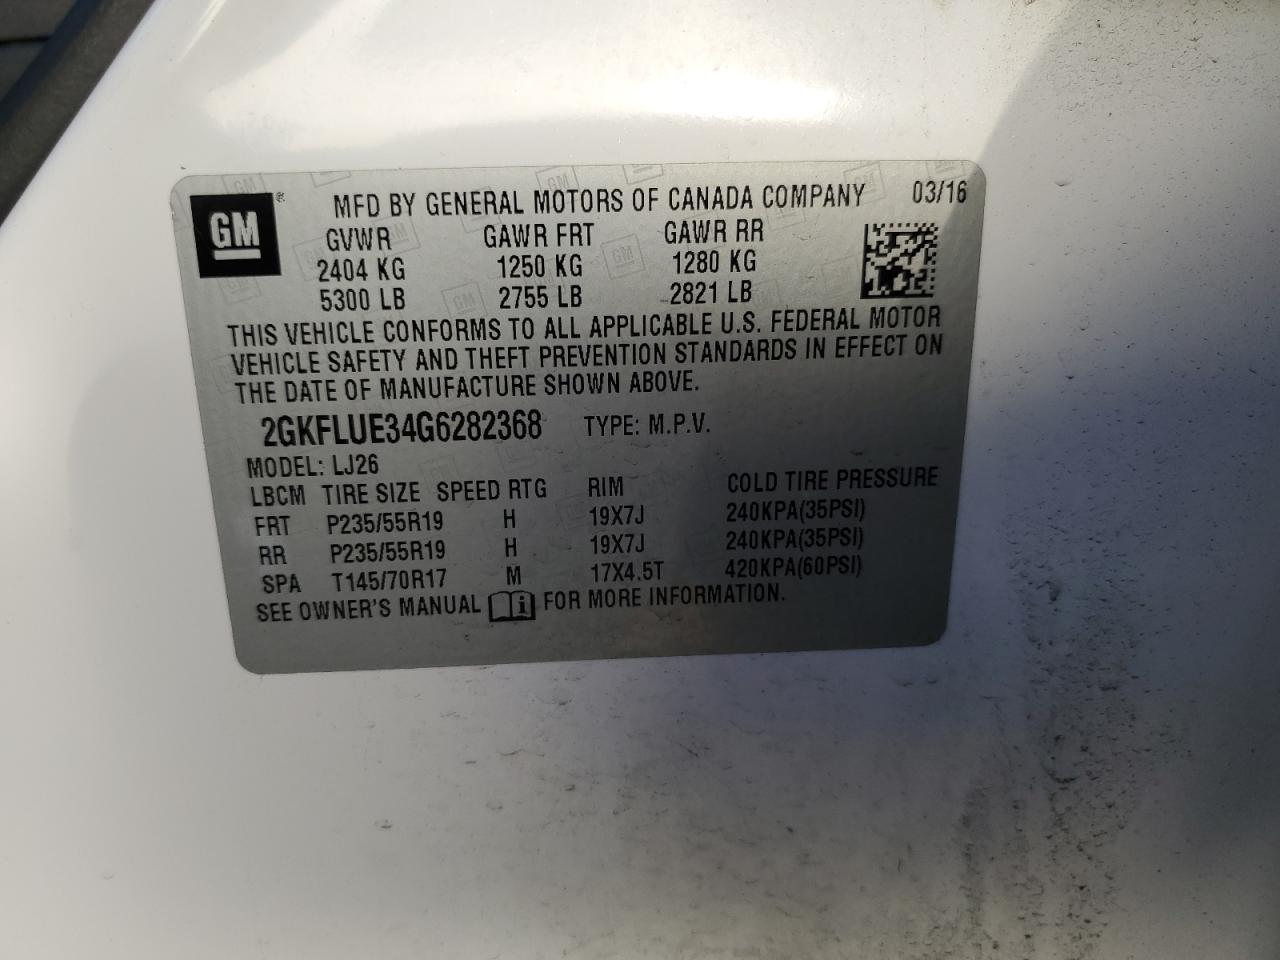 GM ® MFD BY GENERAL MOTORS OF CANADA COMPANY 03/16
GVWR GAWR FRT GAWR RR
2404 KG 1250 KG 1280 KG
5300 LB 2755 LB 2821 LB
THIS VEHICLE CONFORMS TO ALL APPLICABLE U.S. FEDERAL MOTOR
VEHICLE SAFETY AND THEFT PREVENTION STANDARDS IN EFFECT ON
THE DATE OF MANUFACTURE SHOWN ABOVE.
2GKFLUE34G6282368 TYPE: M.P.V.
MODEL: LJ26
LBCM TIRE SIZE SPEED RTG RIM COLD TIRE PRESSURE
FRT P235/55R19 H 19X7J 240KPA(35PSI)
RR P235/55R19 H 19X7J 240KPA(35PSI)
SPA T145/70R17 M 17X4.5T 420KPA(60PSI)
SEE OWNER'S MANUAL i FOR MORE INFORMATION.